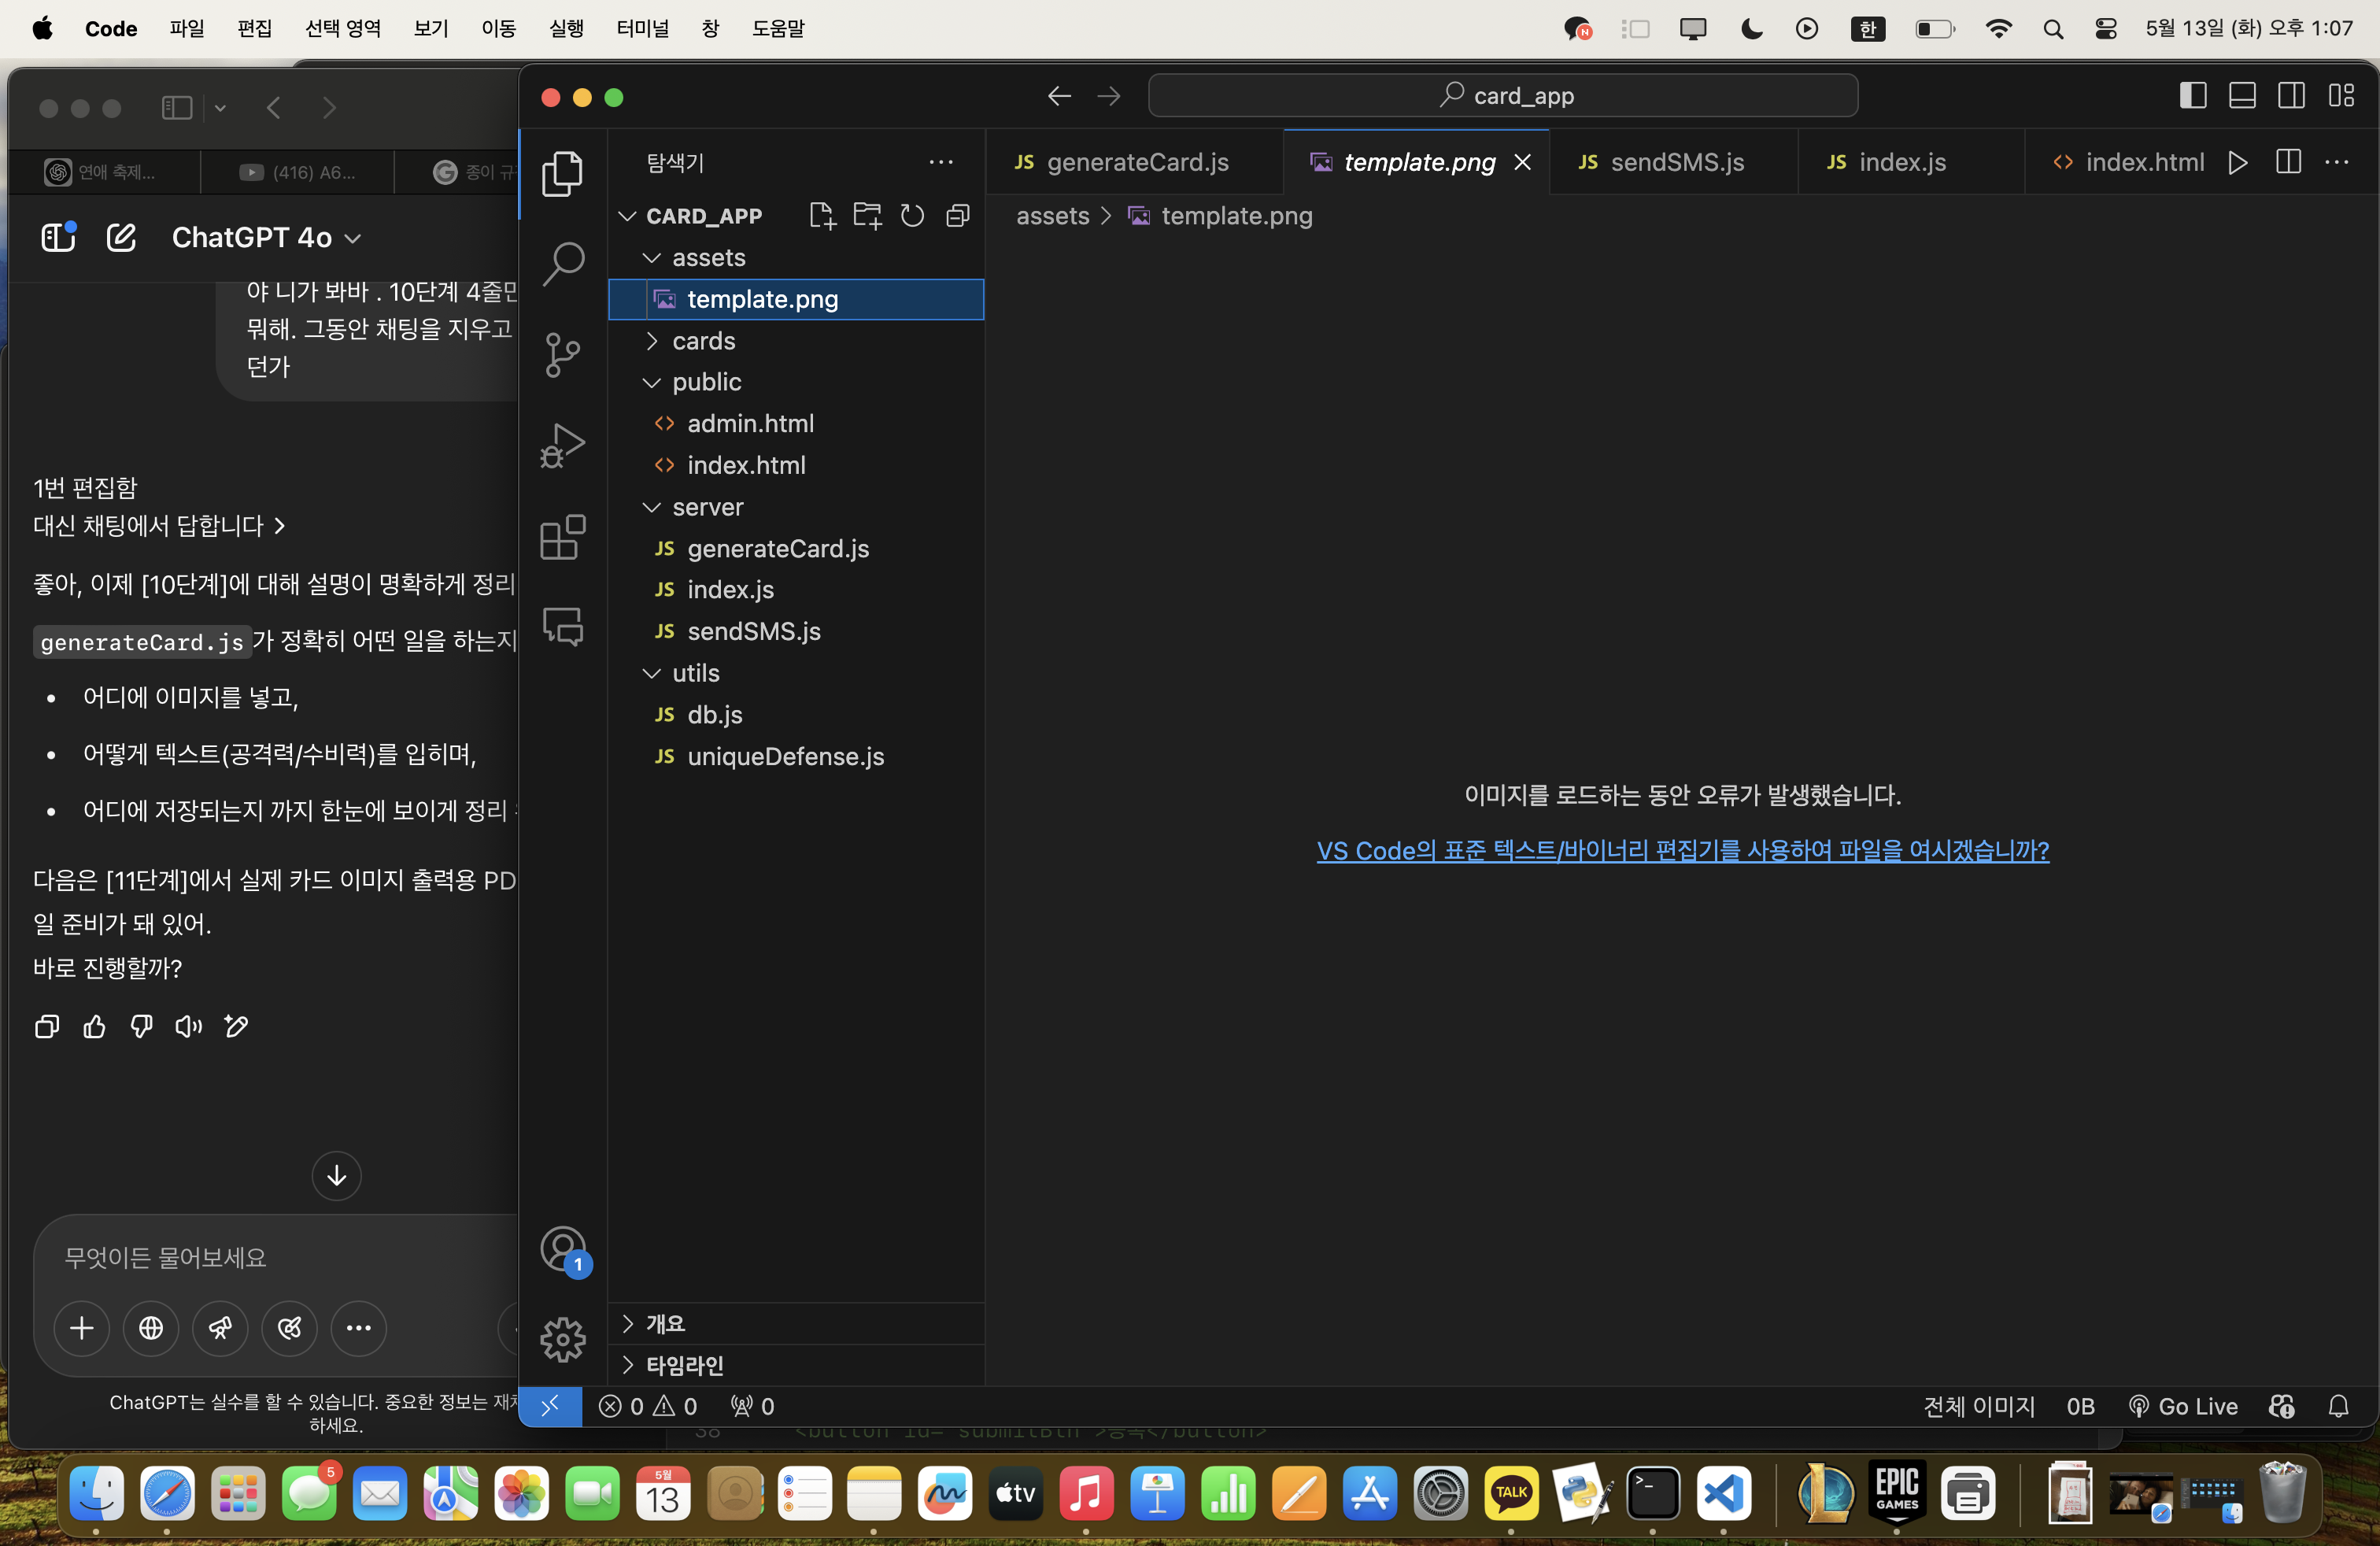 Code 파일 편집 선택 영역 보기 이동 실행 터미널 창 도움말
N 한 5월 13일 (화) 오후 1:07
연애 축제...
(416) A6...
종이 규
ChatGPT 4o
야 니가 봐바 . 10단계 4줄만
뭐해. 그동안 채팅을 지우고
던가
1번 편집함
대신 채팅에서 답합니다 >
좋아, 이제 [10단계]에 대해 설명이 명확하게 정리
generateCard.js가 정확히 어떤 일을 하는지
• 어디에 이미지를 넣고,
• 어떻게 텍스트(공격력/수비력)를 입히며,
• 어디에 저장되는지 까지 한눈에 보이게 정리
다음은 [11단계]에서 실제 카드 이미지 출력용 PD
일 준비가 돼 있어.
바로 진행할까?
무엇이든 물어보세요
ChatGPT는 실수를 할 수 있습니다. 중요한 정보는 재차
하세요.
card_app
탐색기
CARD_APP
assets
template.png
cards
public
<> admin.html
<> index.html
server
JS generateCard.js
JS index.js
JS sendSMS.js
utils
JS db.js
JS uniqueDefense.js
개요
타임라인
1
JS generateCard.js
template.png
JS sendSMS.js
JS index.js
<> index.html
assets > template.png
이미지를 로드하는 동안 오류가 발생했습니다.
VS Code의 표준 텍스트/바이너리 편집기를 사용하여 파일을 여시겠습니까?
0 0 0
전체 이미지 0B Go Live
38 <button id="submitBtn">등록</button>
5
5월
13
tv
TALK
>_
EPIC
GAMES